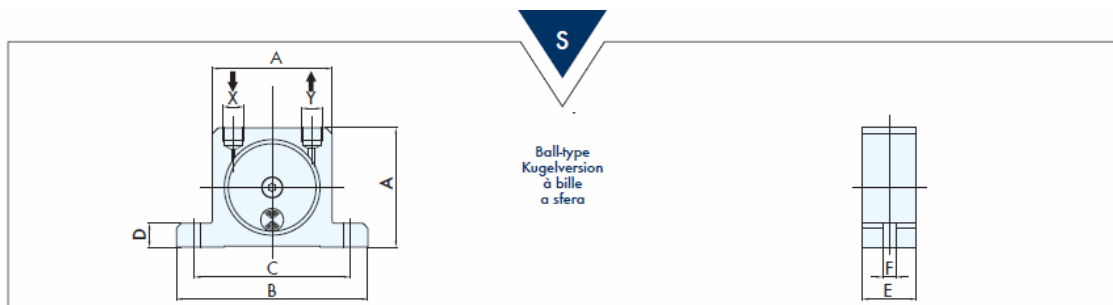 S
A
X Y
A
D
C
B
Ball-type
Kugelversion
à bille
a sfera
F
E